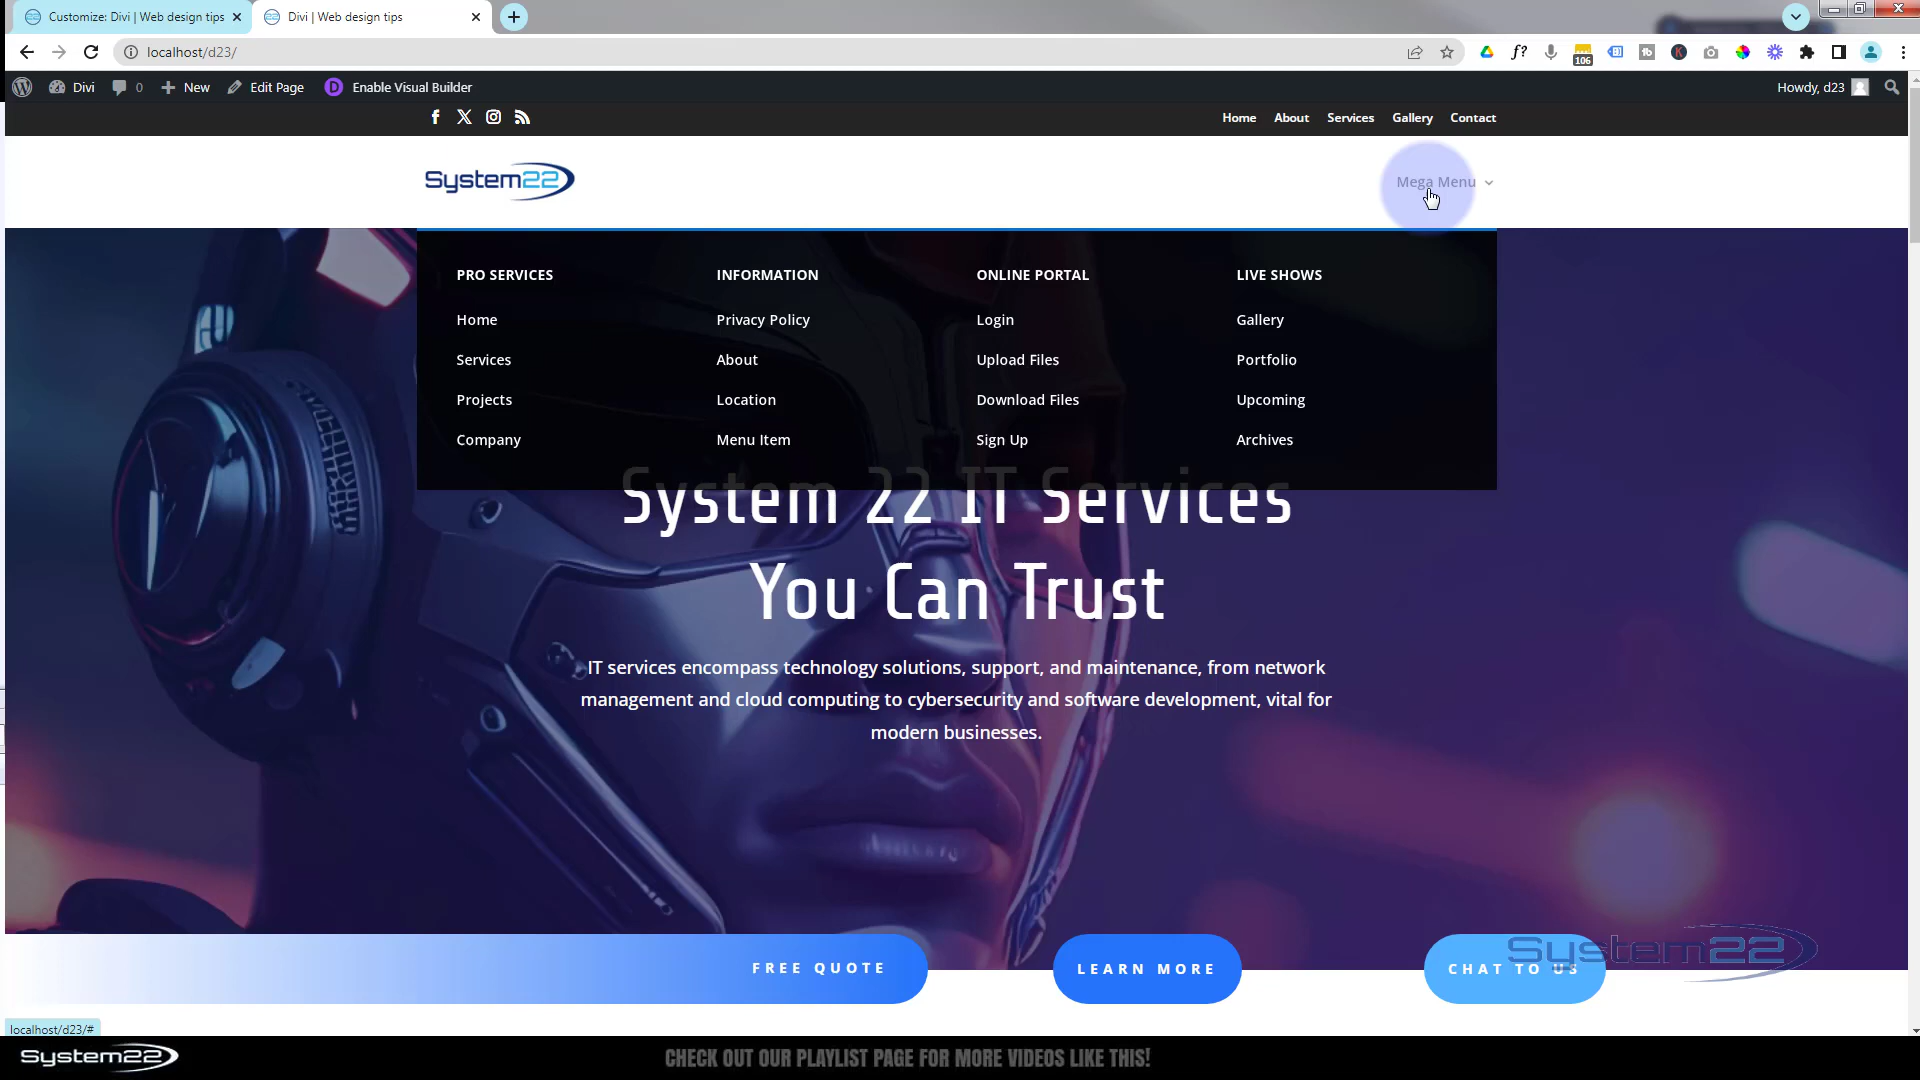 Customize: Divi | Web design tips
Divi | Web design tips
localhost/d23/
106
Divi
0
New
Edit Page
D
Enable Visual Builder
Howdy, d23
Home
About
Services
Gallery
Contact
System22
Mega Menu
PRO SERVICES
INFORMATION
ONLINE PORTAL
LIVE SHOWS
Home
Privacy Policy
Login
Gallery
Services
About
Upload Files
Portfolio
Projects
Location
Download Files
Upcoming
Company
Menu Item
Sign Up
Archives
System 22 IT Services
You Can Trust
IT services encompass technology solutions, support, and maintenance, from network
management and cloud computing to cybersecurity and software development, vital for
modern businesses.
FREE QUOTE
LEARN MORE
CHAT TO US
System22
localhost/d23/#
System22
CHECK OUT OUR PLAYLIST PAGE FOR MORE VIDEOS LIKE THIS!